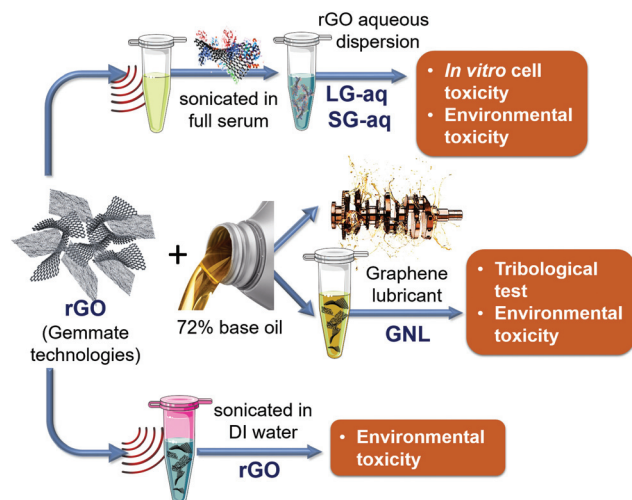 rGO aqueous
dispersion
sonicated in
full serum
LG-aq
SG-aq
• In vitro cell
toxicity
• Environmental
toxicity
rGO
(Gemmate
technologies)
+
72% base oil
Graphene
lubricant
GNL
• Tribological
test
• Environmental
toxicity
sonicated in
DI water
rGO
• Environmental
toxicity